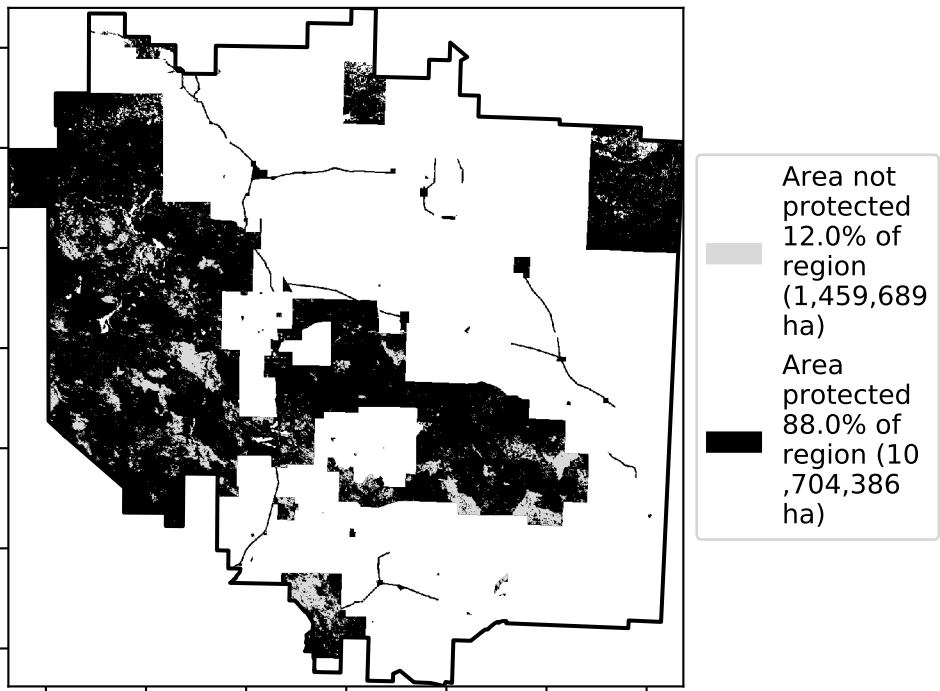 Area not
protected
12.0% of
region
(1,459,689
ha)
Area
protected
88.0% of
region (10
,704,386
ha)